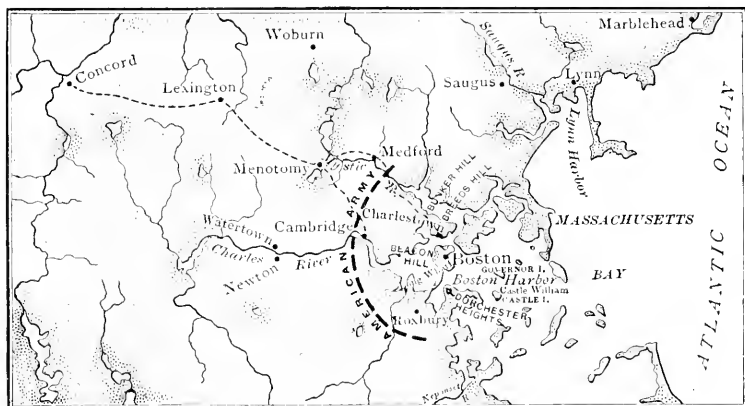 Marblehead
Woburn
Saugus R.
Concord
Lexington
Saugus
Lynn
Lynn Harbor
ATLANTIC OCEAN
Medford
Menotomy
Mystic
BUNKER HILL
BREEDS HILL
AMERICAN ARMY
Charlestown
MASSACHUSETTS
BAY
Watertown
Cambridge
BEACON
HILL
Boston
Charles River
Newton
GOVERNOR I.
Boston Harbor
Castle William
CASTLE I.
DORCHESTER
HEIGHTS
Roxbury